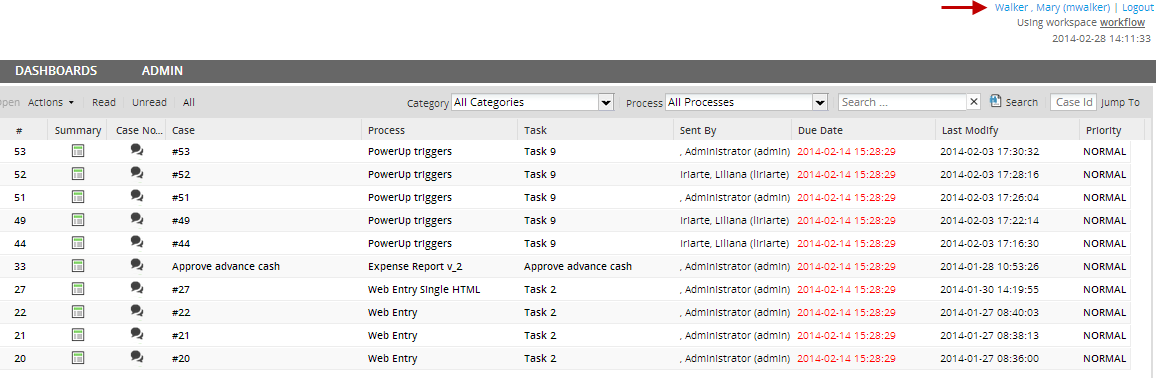 Walker , Mary (mwalker) | Logout
Using workspace workflow
2014-02-28 14:11:33
DASHBOARDS ADMIN
pen Actions Read Unread All Category All Categories Process All Processes Search ... Search Case Id Jump To
# Summary Case No... Case Process Task Sent By Due Date Last Modify Priority
53 #53 PowerUp triggers Task 9 , Administrator (admin) 2014-02-14 15:28:29 2014-02-03 17:30:32 NORMAL
52 #52 PowerUp triggers Task 9 Iriarte, Liliana (liriarte) 2014-02-14 15:28:29 2014-02-03 17:28:16 NORMAL
51 #51 PowerUp triggers Task 9 , Administrator (admin) 2014-02-14 15:28:29 2014-02-03 17:26:04 NORMAL
49 #49 PowerUp triggers Task 9 Iriarte, Liliana (liriarte) 2014-02-14 15:28:29 2014-02-03 17:22:14 NORMAL
44 #44 PowerUp triggers Task 9 Iriarte, Liliana (liriarte) 2014-02-14 15:28:29 2014-02-03 17:16:30 NORMAL
33 Approve advance cash Expense Report v_2 Approve advance cash , Administrator (admin) 2014-02-14 15:28:29 2014-01-28 10:53:26 NORMAL
27 #27 Web Entry Single HTML Task 2 , Administrator (admin) 2014-02-14 15:28:29 2014-01-30 14:19:55 NORMAL
22 #22 Web Entry Task 2 , Administrator (admin) 2014-02-14 15:28:29 2014-01-27 08:40:03 NORMAL
21 #21 Web Entry Task 2 , Administrator (admin) 2014-02-14 15:28:29 2014-01-27 08:38:13 NORMAL
20 #20 Web Entry Task 2 , Administrator (admin) 2014-02-14 15:28:29 2014-01-27 08:36:00 NORMAL